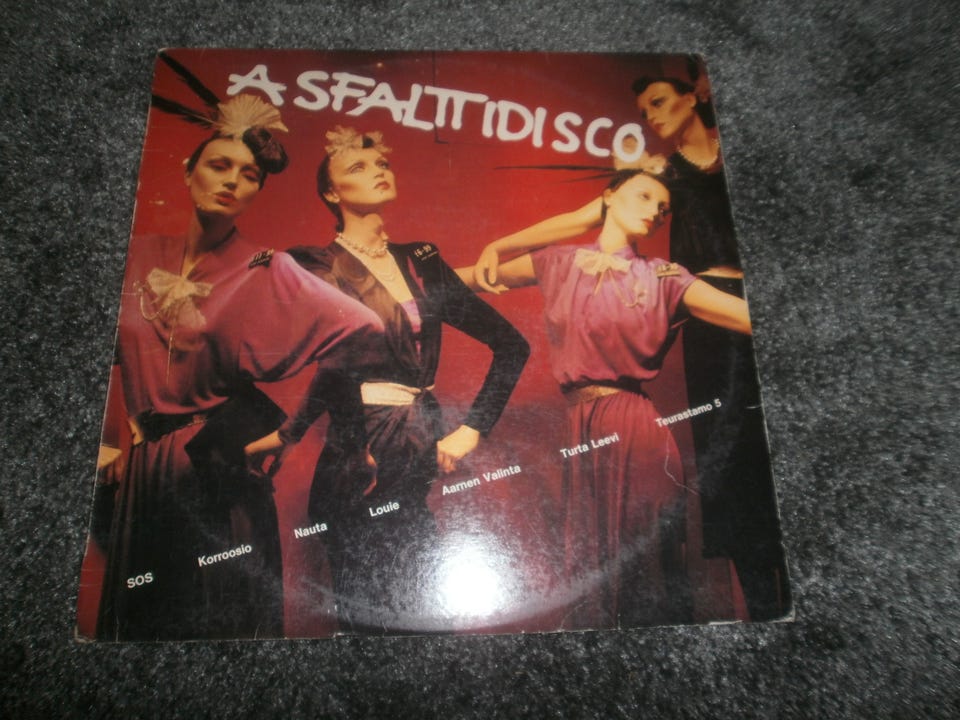 ASFALTTIDISCO
SOS
Korroosio
Nauta
Louie
Aarnen Valinta
Turta Leevi
Teurastamo 5